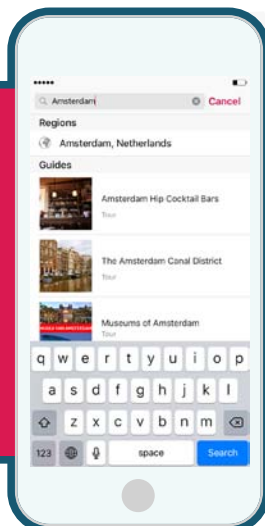 Amsterdam Cancel
Regions
Amsterdam, Netherlands
Guides
Amsterdam Hip Cocktail Bars
Tour
The Amsterdam Canal District
Tour
Museums of Amsterdam
Tour
q w e r t y u i o p
a s d f g h j k l
z x c v b n m
123 space Search